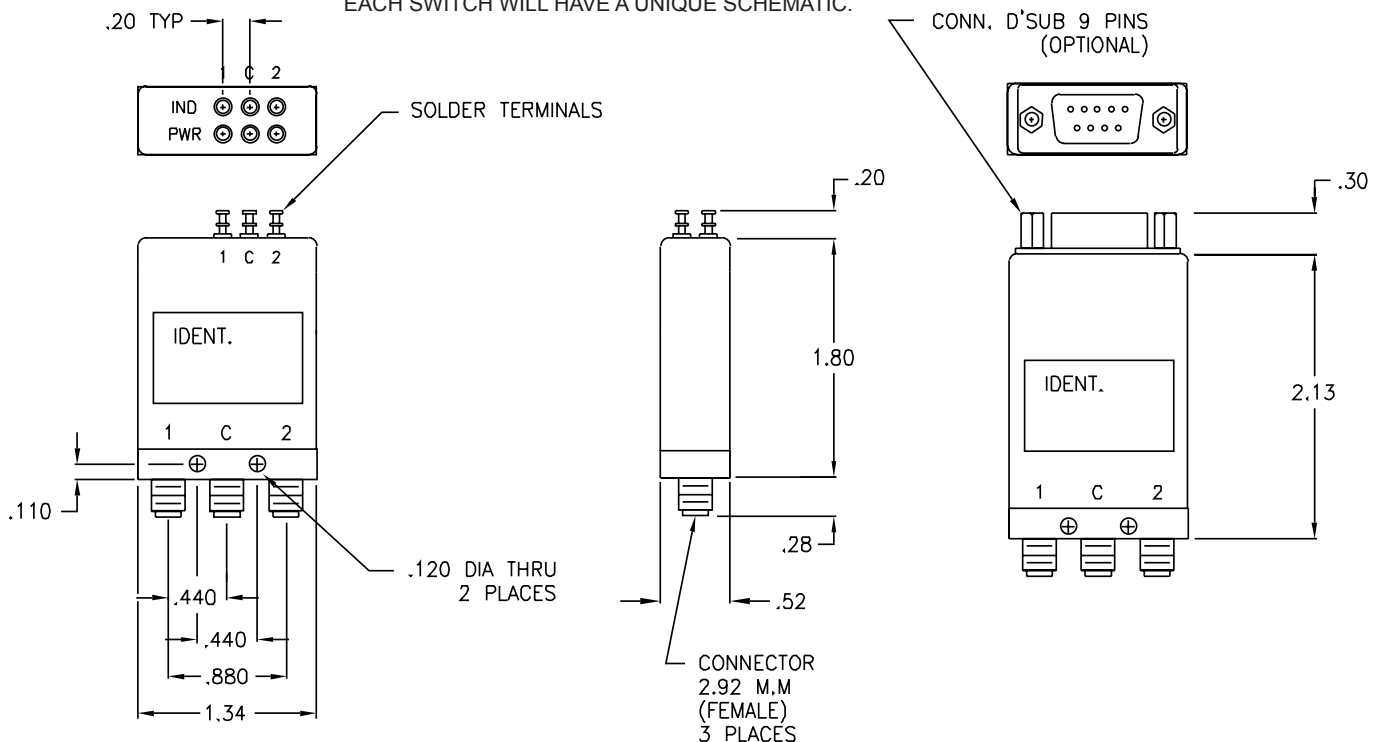 EACH SWITCH WILL HAVE A UNIQUE SCHEMATIC.
.20 TYP
1 C 2
IND
PWR
SOLDER TERMINALS
CONN. D'SUB 9 PINS
(OPTIONAL)
.20
.30
1 C 2
IDENT.
1.80
IDENT.
2.13
1 C 2
1 C 2
.110
.28
.120 DIA THRU
2 PLACES
.440
.52
.440
.880
1.34
CONNECTOR
2.92 M.M
(FEMALE)
3 PLACES